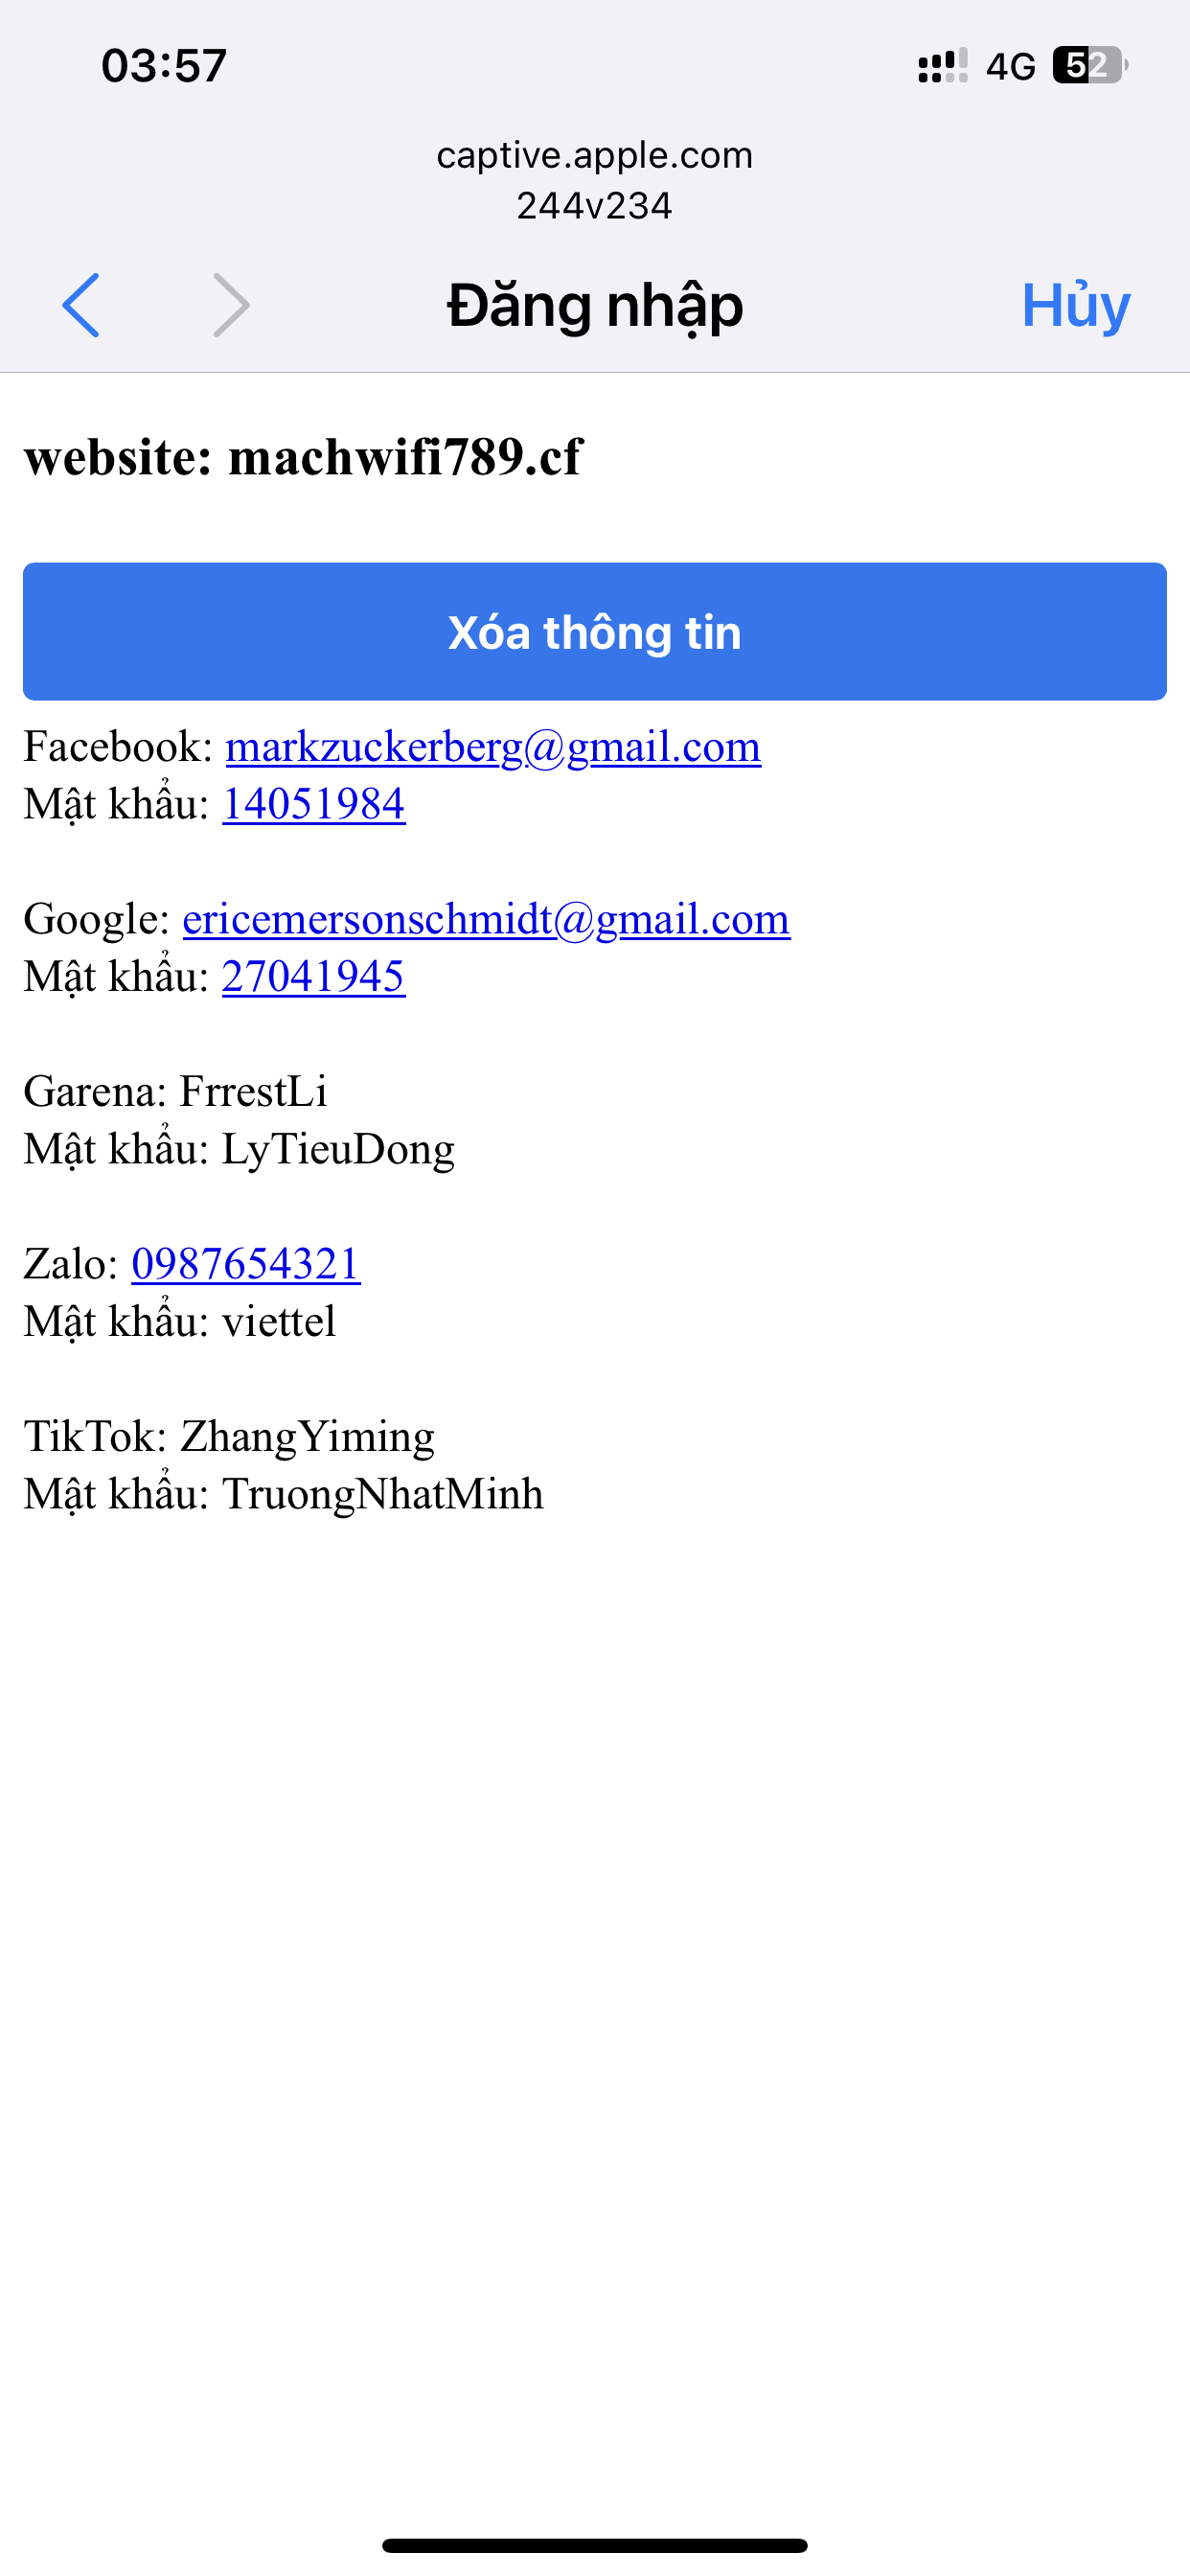 03:57
4G 52
captive.apple.com
244v234
Đăng nhập
Hủy
website: machwifi789.cf
Xóa thông tin
Facebook: markzuckerberg@gmail.com
Mật khẩu: 14051984
Google: ericemersonschmidt@gmail.com
Mật khẩu: 27041945
Garena: FrrestLi
Mật khẩu: LyTieuDong
Zalo: 0987654321
Mật khẩu: viettel
TikTok: ZhangYiming
Mật khẩu: TruongNhatMinh